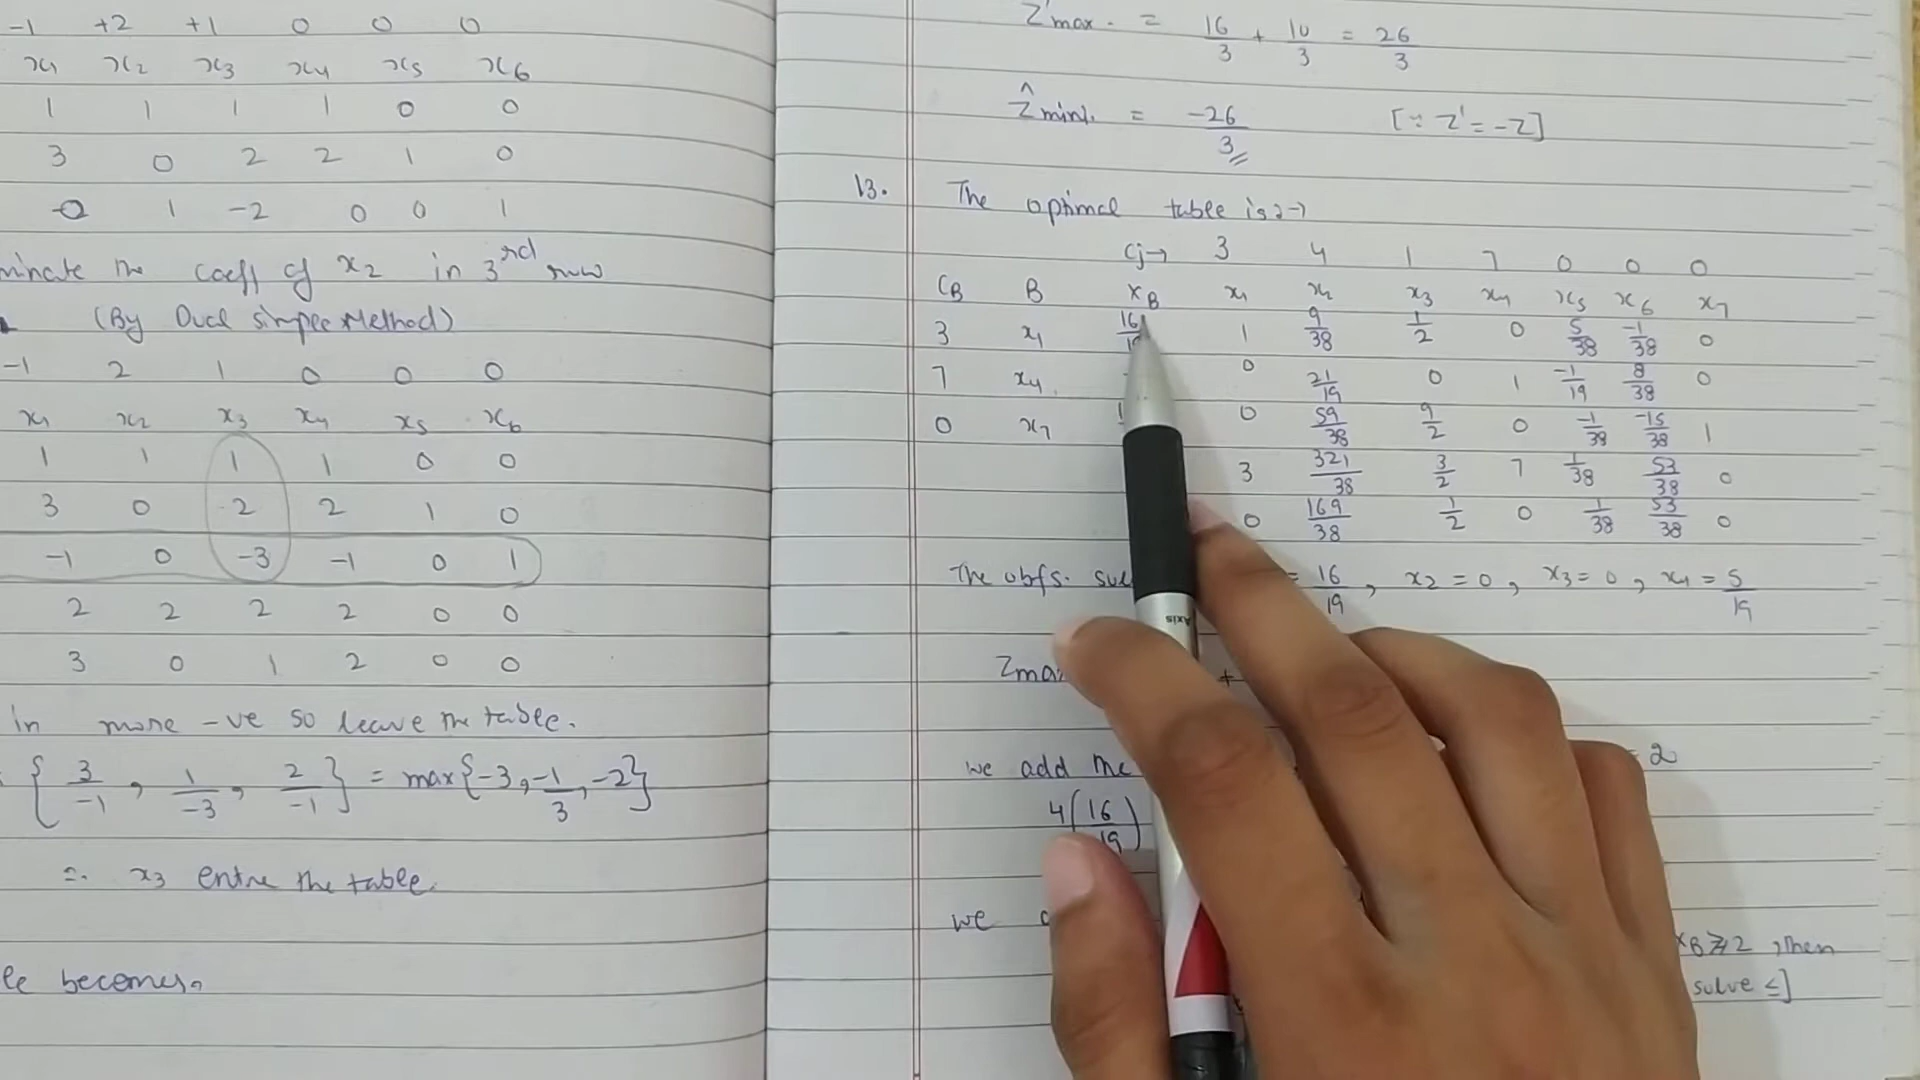 -1 +2 +1 0 0 0
x1 x2 x3 x4 x5 x6
1 1 1 1 0 0
3 0 2 2 1 0
-0 1 -2 0 0 1
the coeff of x2 in 3rd row
(By Dual simplex Method)
-1 2 1 0 0 0
x1 x2 x3 x4 x5 x6
1 1 1 1 0 0
3 0 2 2 1 0
-1 0 -3 -1 0 1
2 2 2 2 0 0
3 0 1 2 0 0
in more -ve so leave the table.
{ 3/-1 , 1/-3 , 2/-1 } = max{-3, -1/3, -2}
∴ x3 entre the table.
becomes
Z'max. = 16/3 + 10/3 = 26/3
Ẑmini. = -26/3 [∵ Z' = -Z]
13. The optimal table is :-
Cj→ 3 4 1 7 0 0 0
CB B XB x1 x2 x3 x4 x5 x6 x7
3 x1 16 1 9/38 1/2 0 5/38 -1/38 0
7 x4 0 21/19 0 1 -1/19 8/38 0
0 x7 0 59/38 9/2 0 -1/38 -15/38 1
3 321/38 3/2 7 1/38 53/38 0
0 169/38 1/2 0 1/38 53/38 0
The obfs. = 16/19 , x2 = 0 , x3 = 0 , x4 = 5/19
Zmax +
we add the = 2
4(16/19)
we XB ≥ 2 , then
solve ≤]
Axis